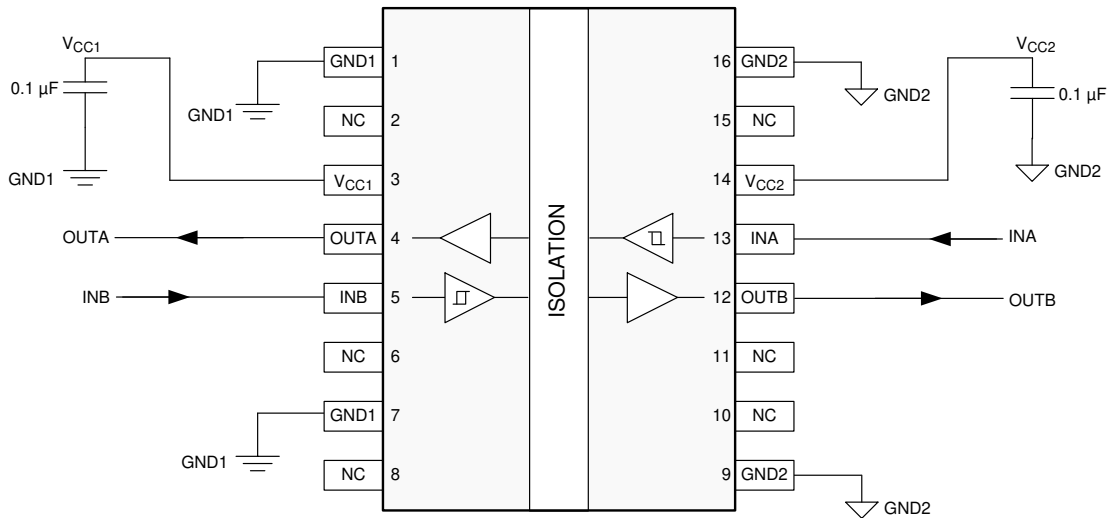 VCC1
0.1 µF
GND1
GND1
GND1 1
NC 2
VCC1 3
OUTA
OUTA 4
INB
INB 5
NC 6
GND1 7
GND1
NC 8
ISOLATION
16 GND2
GND2
15 NC
14 VCC2
VCC2
0.1 µF
GND2
13 INA
INA
12 OUTB
OUTB
11 NC
10 NC
9 GND2
GND2